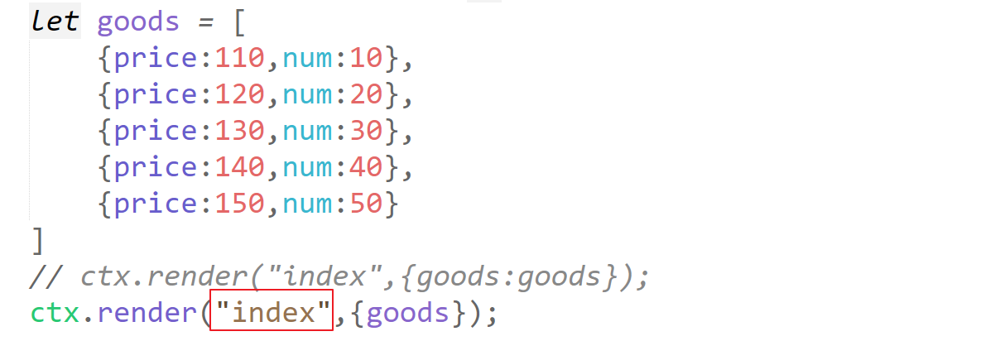 let goods = [
    {price:110,num:10},
    {price:120,num:20},
    {price:130,num:30},
    {price:140,num:40},
    {price:150,num:50}
]
// ctx.render("index",{goods:goods});
ctx.render("index",{goods});